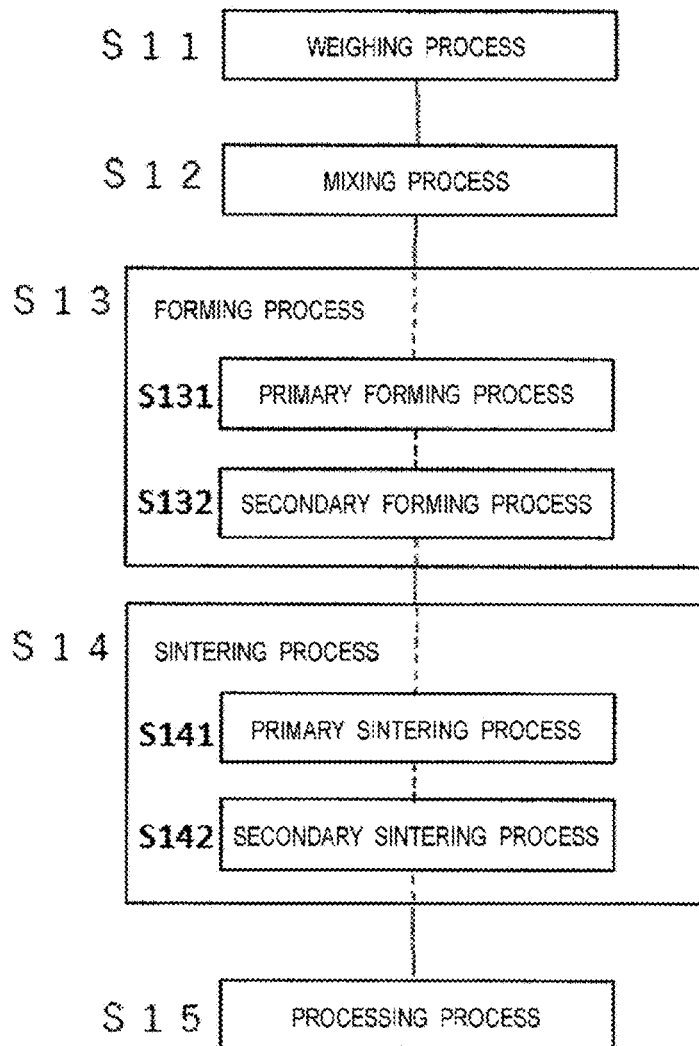 S11 WEIGHING PROCESS
S12 MIXING PROCESS
S13 FORMING PROCESS
S131 PRIMARY FORMING PROCESS
S132 SECONDARY FORMING PROCESS
S14 SINTERING PROCESS
S141 PRIMARY SINTERING PROCESS
S142 SECONDARY SINTERING PROCESS
S15 PROCESSING PROCESS